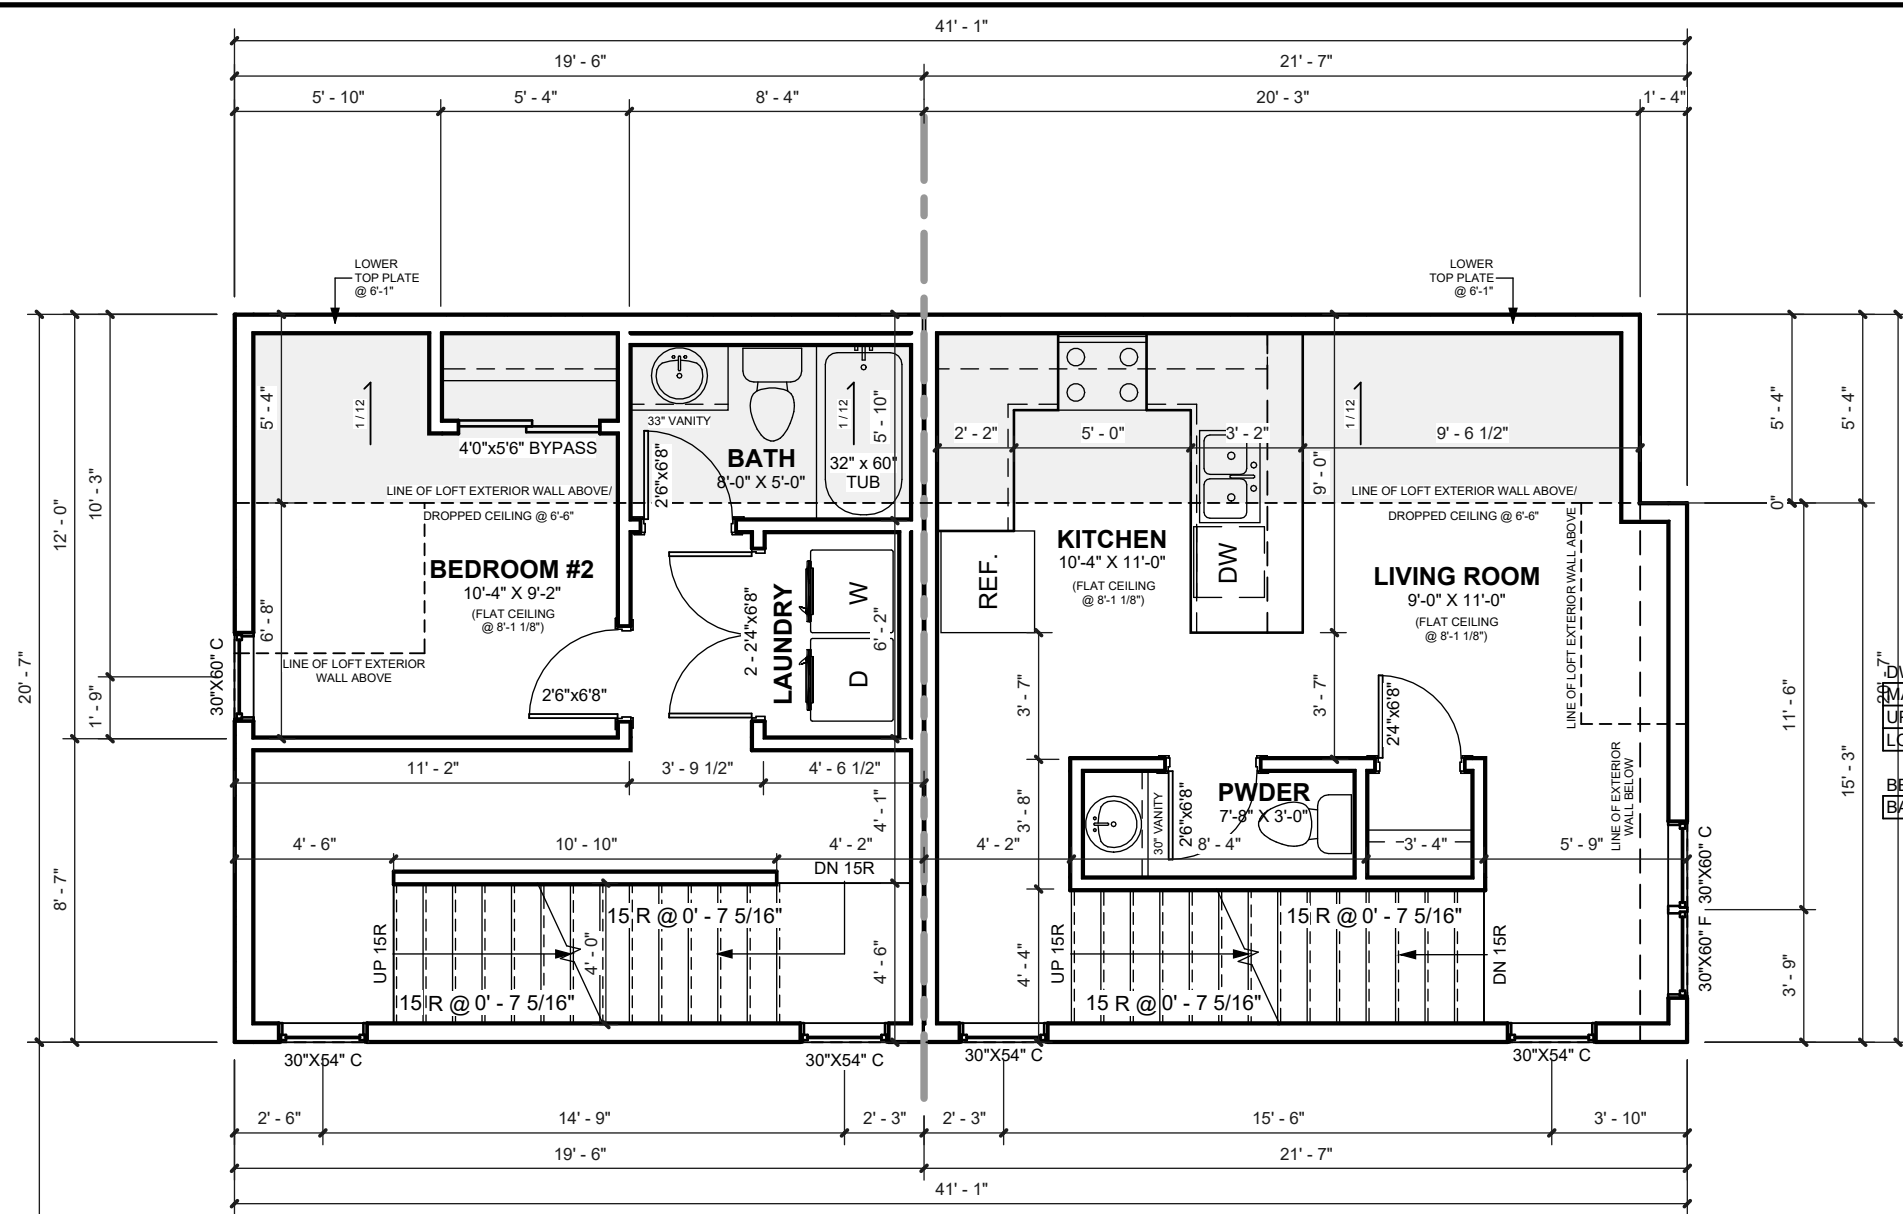 41' - 1"
19' - 6"
21' - 7"
5' - 10"
5' - 4"
8' - 4"
20' - 3"
1' - 4"
LOWER
TOP PLATE
@ 6'-1"
LOWER
TOP PLATE
@ 6'-1"
20' - 7"
12' - 0"
8' - 7"
10' - 3"
1' - 9"
30"X60" C
5' - 4"
6' - 8"
1 / 12
4'0"x5'6" BYPASS
LINE OF LOFT EXTERIOR WALL ABOVE/
DROPPED CEILING @ 6'-6"
BEDROOM #2
10'-4" X 9'-2"
(FLAT CEILING
@ 8'-1 1/8")
LINE OF LOFT EXTERIOR
WALL ABOVE
2'6"x6'8"
33" VANITY
2'6"x6'8"
BATH
8'-0" X 5'-0"
1 / 12
5' - 10"
32" x 60"
TUB
2 - 2'4"x6'8"
LAUNDRY
W
D
6' - 2"
11' - 2"
3' - 9 1/2"
4' - 6 1/2"
4' - 1"
4' - 6"
10' - 10"
4' - 2"
DN 15R
UP 15R
15 R @ 0' - 7 5/16"
4' - 0"
15 R @ 0' - 7 5/16"
4' - 6"
30"X54" C
30"X54" C
2' - 2"
5' - 0"
3' - 2"
9' - 6 1/2"
9' - 0"
1 / 12
LINE OF LOFT EXTERIOR WALL ABOVE/
DROPPED CEILING @ 6'-6"
KITCHEN
10'-4" X 11'-0"
(FLAT CEILING
@ 8'-1 1/8")
REF.
DW
LIVING ROOM
9'-0" X 11'-0"
(FLAT CEILING
@ 8'-1 1/8")
LINE OF LOFT EXTERIOR WALL ABOVE
3' - 7"
3' - 7"
2'4"x6'8"
LINE OF EXTERIOR
WALL BELOW
PWDER
7'-8" X 3'-0"
30" VANITY
2'6"x6'8"
3' - 8"
4' - 2"
8' - 4"
3' - 4"
5' - 9"
4' - 4"
UP 15R
15 R @ 0' - 7 5/16"
15 R @ 0' - 7 5/16"
DN 15R
30"X54" C
30"X54" C
30"X60" C
30"X60" F
5' - 4"
0"
11' - 6"
3' - 9"
5' - 4"
15' - 3"
20' - 7"
2' - 6"
14' - 9"
2' - 3"
2' - 3"
15' - 6"
3' - 10"
19' - 6"
21' - 7"
41' - 1"